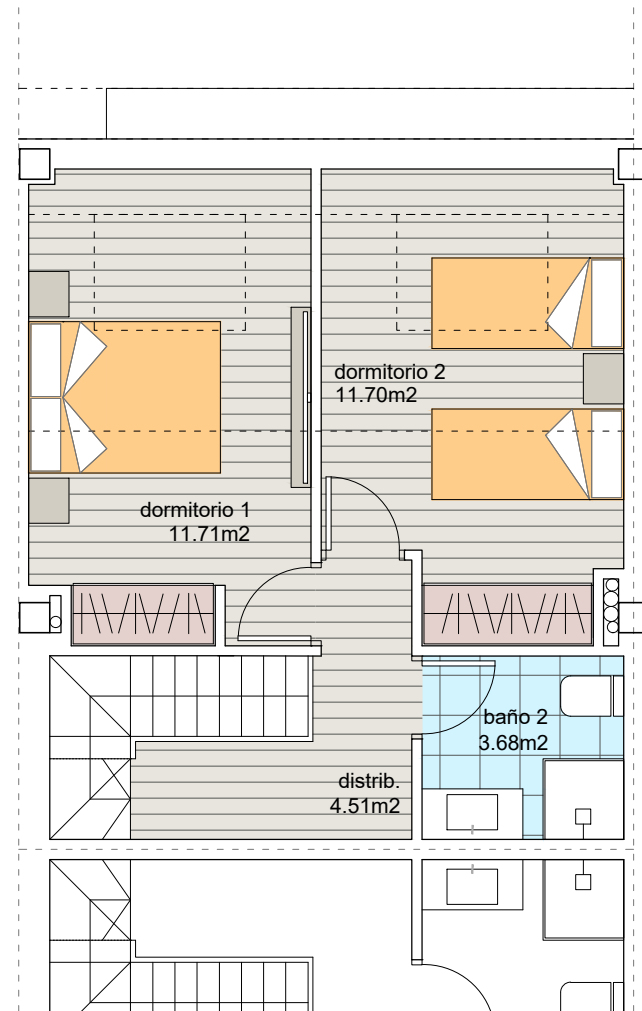 dormitorio 2
11.70m2
dormitorio 1
11.71m2
baño 2
3.68m2
distrib.
4.51m2